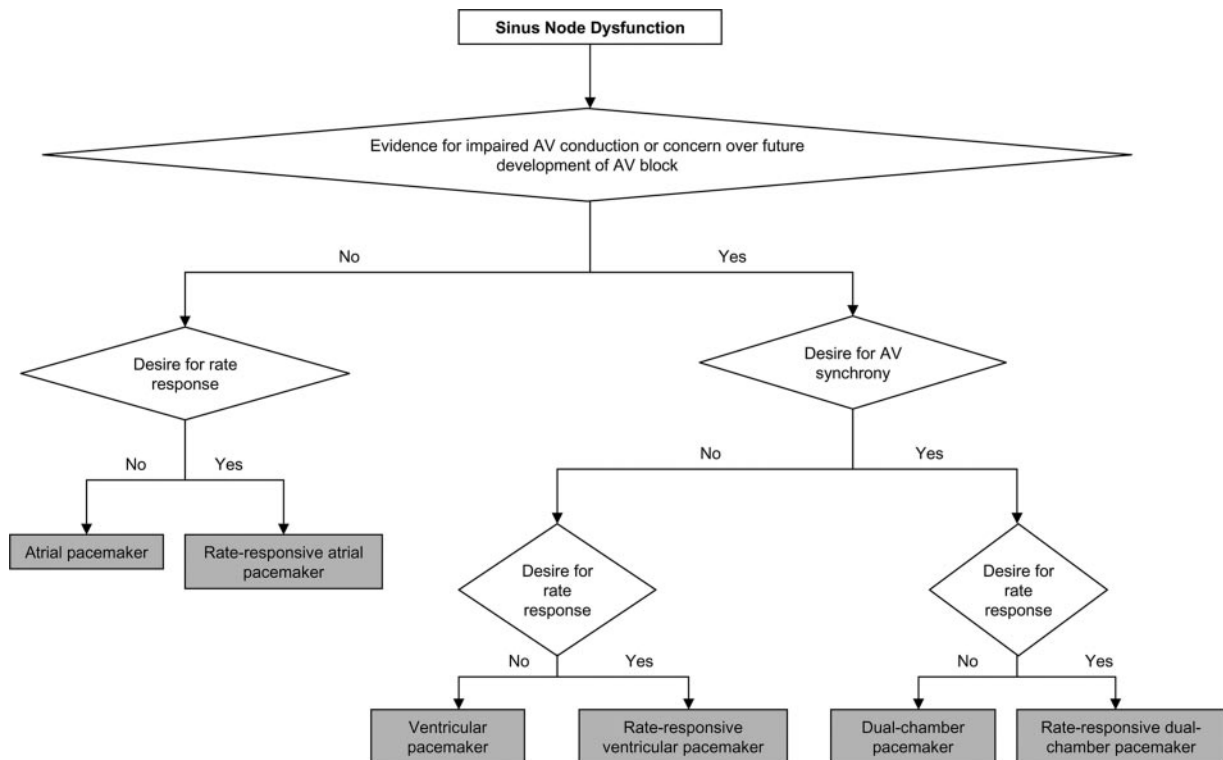 Sinus Node Dysfunction
Evidence for impaired AV conduction or concern over future
development of AV block
No
Yes
Desire for rate
response
Desire for AV
synchrony
No
Yes
No
Yes
Atrial pacemaker
Rate-responsive atrial
pacemaker
Desire for
rate
response
Desire for
rate
response
No
Yes
No
Yes
Ventricular
pacemaker
Rate-responsive
ventricular pacemaker
Dual-chamber
pacemaker
Rate-responsive dual-
chamber pacemaker